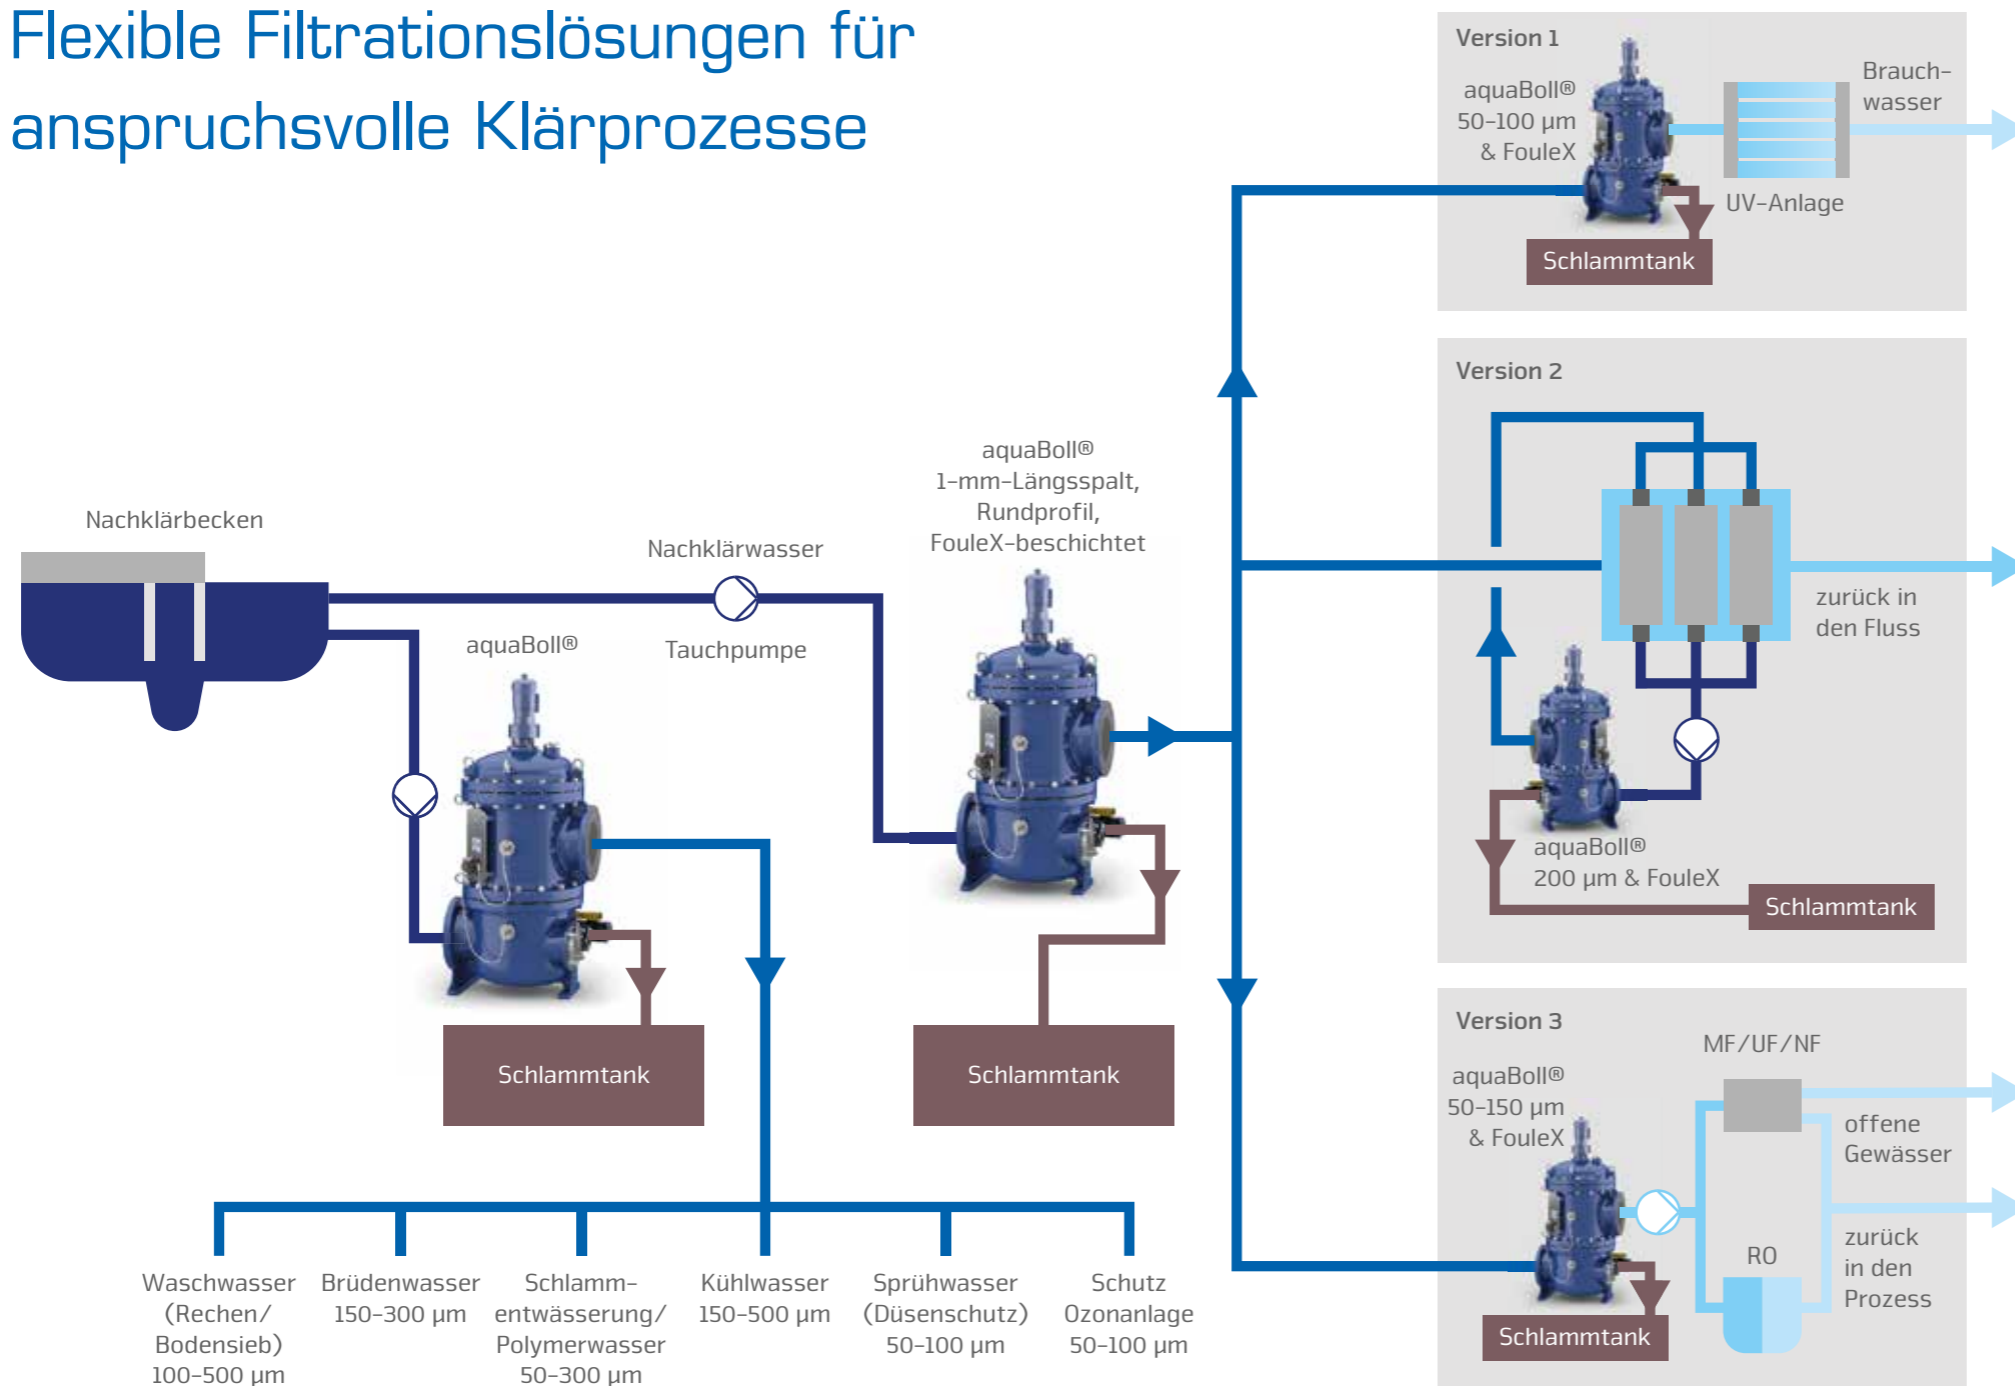 Flexible Filtrationslösungen für
anspruchsvolle Klärprozesse
Nachklärbecken
aquaBoll®
Nachklärwasser
Tauchpumpe
aquaBoll®
1-mm-Längsspalt,
Rundprofil,
FouleX-beschichtet
Schlammtank
Schlammtank
Waschwasser
(Rechen/
Bodensieb)
100-500 µm
Brüdenwasser
150-300 µm
Schlamm-
entwässerung/
Polymerwasser
50-300 µm
Kühlwasser
150-500 µm
Sprühwasser
(Düsenschutz)
50-100 µm
Schutz
Ozonanlage
50-100 µm
Version 1
aquaBoll®
50-100 µm
& FouleX
Brauch-
wasser
UV-Anlage
Schlammtank
Version 2
zurück in
den Fluss
aquaBoll®
200 µm & FouleX
Schlammtank
Version 3
MF/UF/NF
aquaBoll®
50-150 µm
& FouleX
offene
Gewässer
RO
zurück
in den
Prozess
Schlammtank